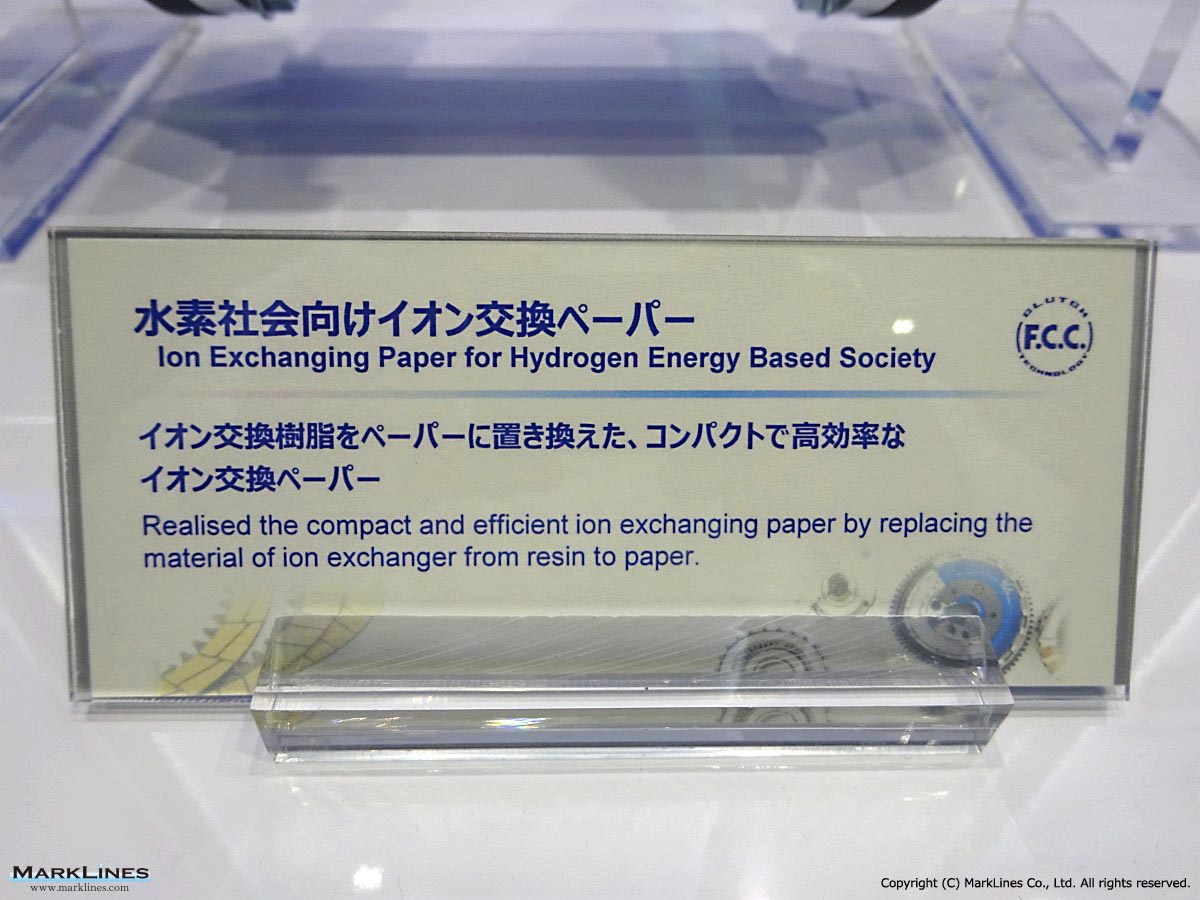 水素社会向けイオン交換ペーパー
Ion Exchanging Paper for Hydrogen Energy Based Society
CLUTCH
F.C.C.
TECHNOLOGY
イオン交換樹脂をペーパーに置き換えた、コンパクトで高効率な
イオン交換ペーパー
Realised the compact and efficient ion exchanging paper by replacing the
material of ion exchanger from resin to paper.
MARKLINES
www.marklines.com
Copyright (C) MarkLines Co., Ltd. All rights reserved.